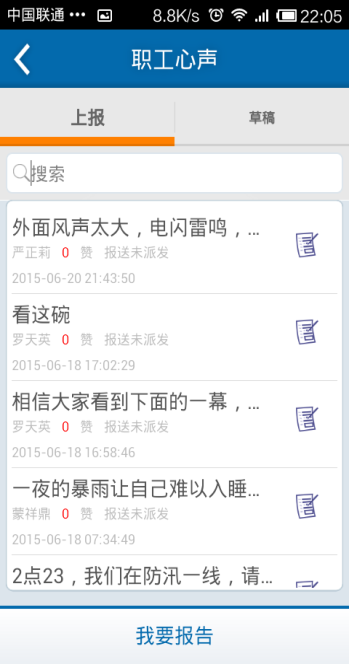 中国联通 ••• 8.8K/s 22:05
职工心声
上报 草稿
搜索
外面风声太大，电闪雷鸣，...
严正莉 0 赞 报送未派发
2015-06-20 21:43:50
看这碗
罗天英 0 赞 报送未派发
2015-06-18 17:02:29
相信大家看到下面的一幕，...
罗天英 0 赞 报送未派发
2015-06-18 16:58:46
一夜的暴雨让自己难以入睡...
蒙祥鼎 0 赞 报送未派发
2015-06-18 07:34:49
2点23，我们在防汛一线，请...
我要报告